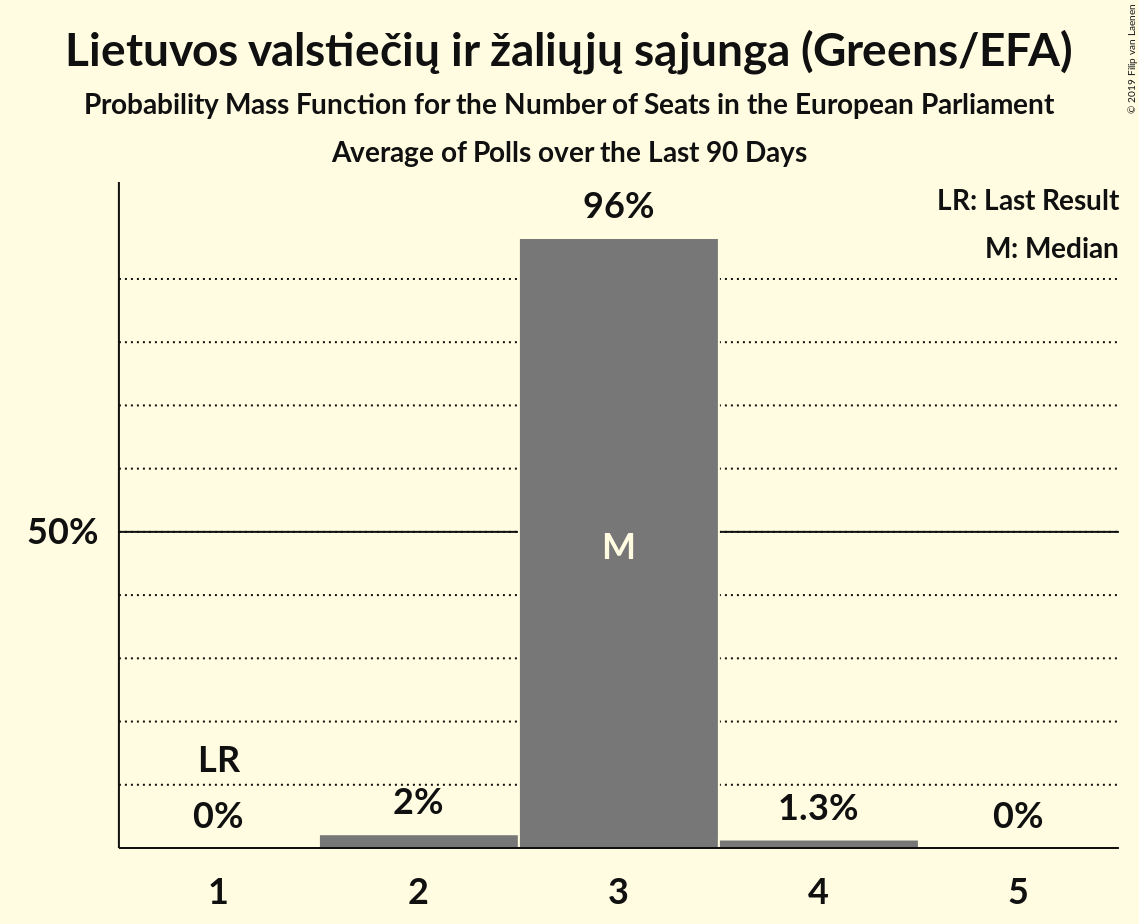 Lietuvos valstiečių ir žaliųjų sąjunga (Greens/EFA)
Probability Mass Function for the Number of Seats in the European Parliament
Average of Polls over the Last 90 Days
© 2019 Filip van Laenen
LR: Last Result
M: Median
96%
50%
M
LR
0%
2%
1.3%
0%
1
2
3
4
5